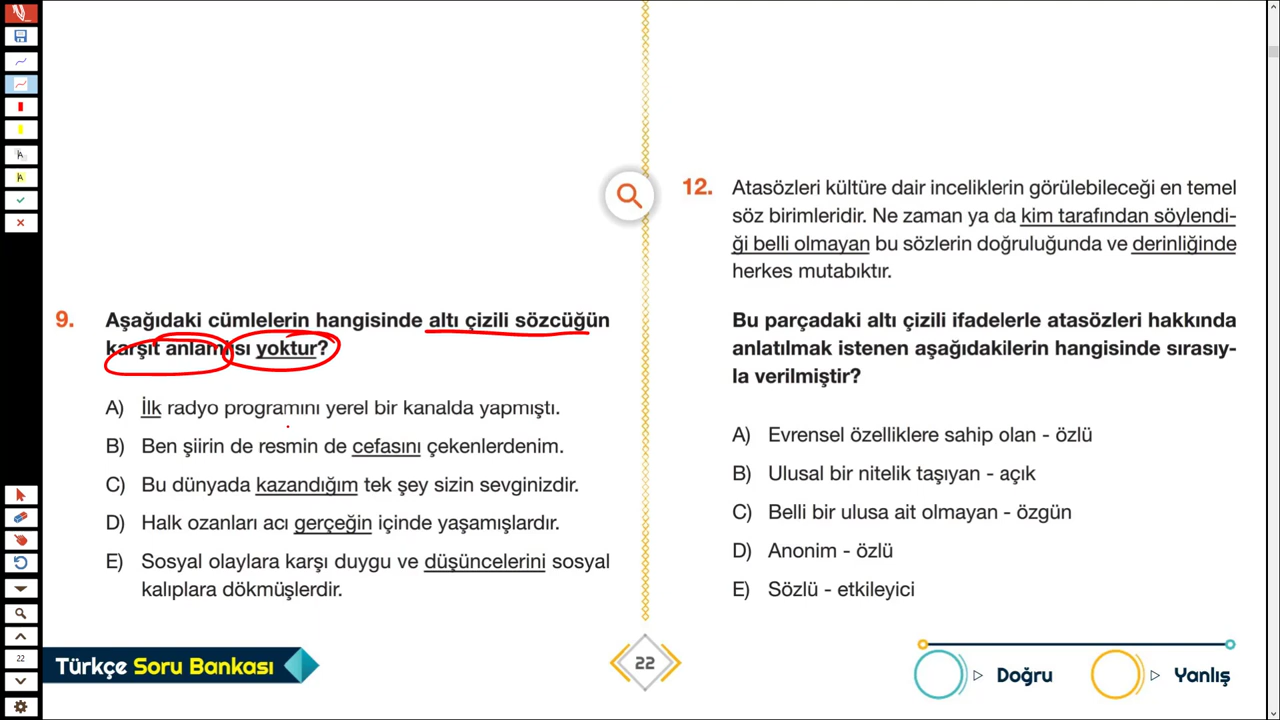 9. Aşağıdaki cümlelerin hangisinde altı çizili sözcüğün
karşıt anlamlısı yoktur?
A) İlk radyo programını yerel bir kanalda yapmıştı.
B) Ben şiirin de resmin de cefasını çekenlerdenim.
C) Bu dünyada kazandığım tek şey sizin sevginizdir.
D) Halk ozanları acı gerçeğin içinde yaşamışlardır.
E) Sosyal olaylara karşı duygu ve düşüncelerini sosyal
kalıplara dökmüşlerdir.
12. Atasözleri kültüre dair inceliklerin görülebileceği en temel
söz birimleridir. Ne zaman ya da kim tarafından söylendi-
ği belli olmayan bu sözlerin doğruluğunda ve derinliğinde
herkes mutabıktır.
Bu parçadaki altı çizili ifadelerle atasözleri hakkında
anlatılmak istenen aşağıdakilerin hangisinde sırasıy-
la verilmiştir?
A) Evrensel özelliklere sahip olan - özlü
B) Ulusal bir nitelik taşıyan - açık
C) Belli bir ulusa ait olmayan - özgün
D) Anonim - özlü
E) Sözlü - etkileyici
Türkçe Soru Bankası
22
Doğru
Yanlış
A
A
22